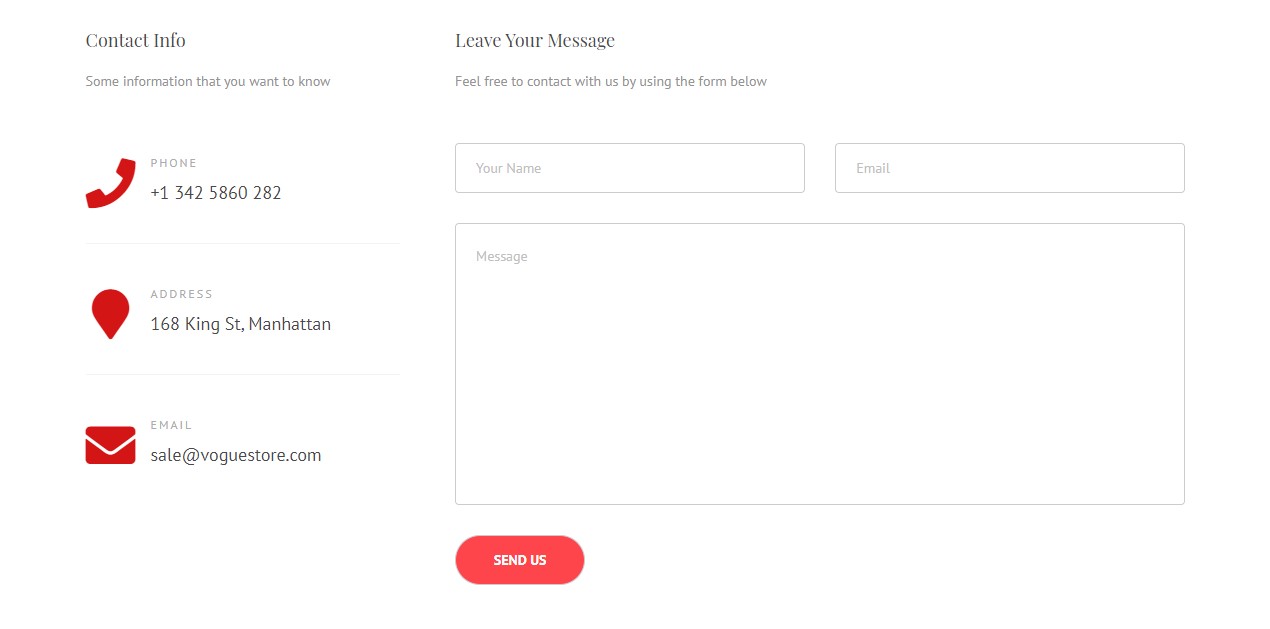 Contact Info
Some information that you want to know
PHONE
+1 342 5860 282
ADDRESS
168 King St, Manhattan
EMAIL
sale@voguestore.com
Leave Your Message
Feel free to contact with us by using the form below
Your Name
Email
Message
SEND US